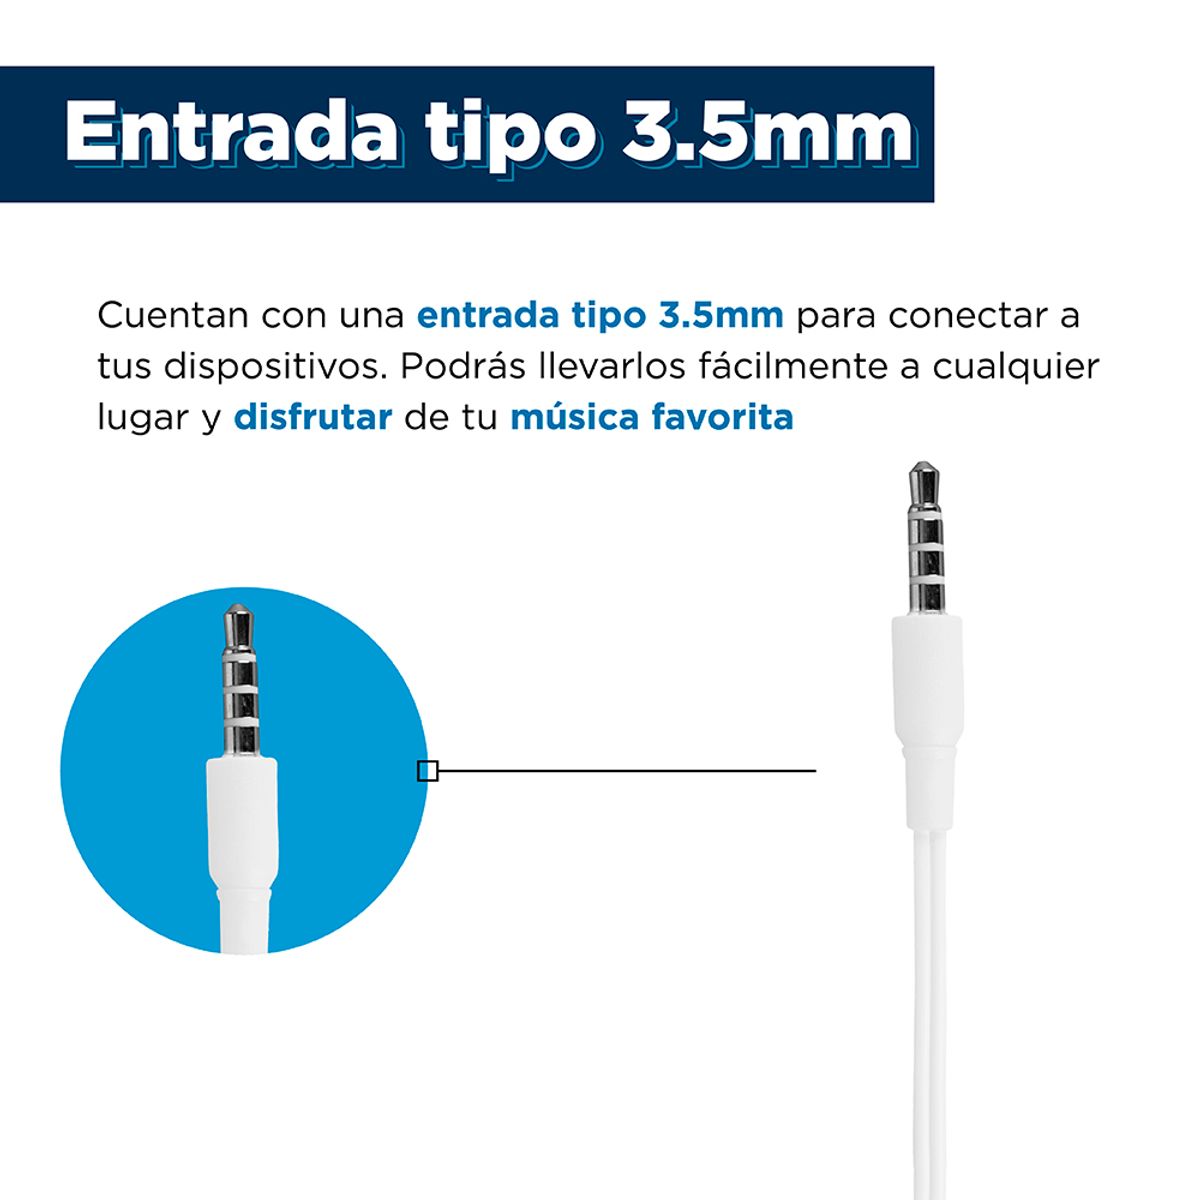 Entrada tipo 3.5mm
Cuentan con una entrada tipo 3.5mm para conectar a
tus dispositivos. Podrás llevarlos fácilmente a cualquier
lugar y disfrutar de tu música favorita